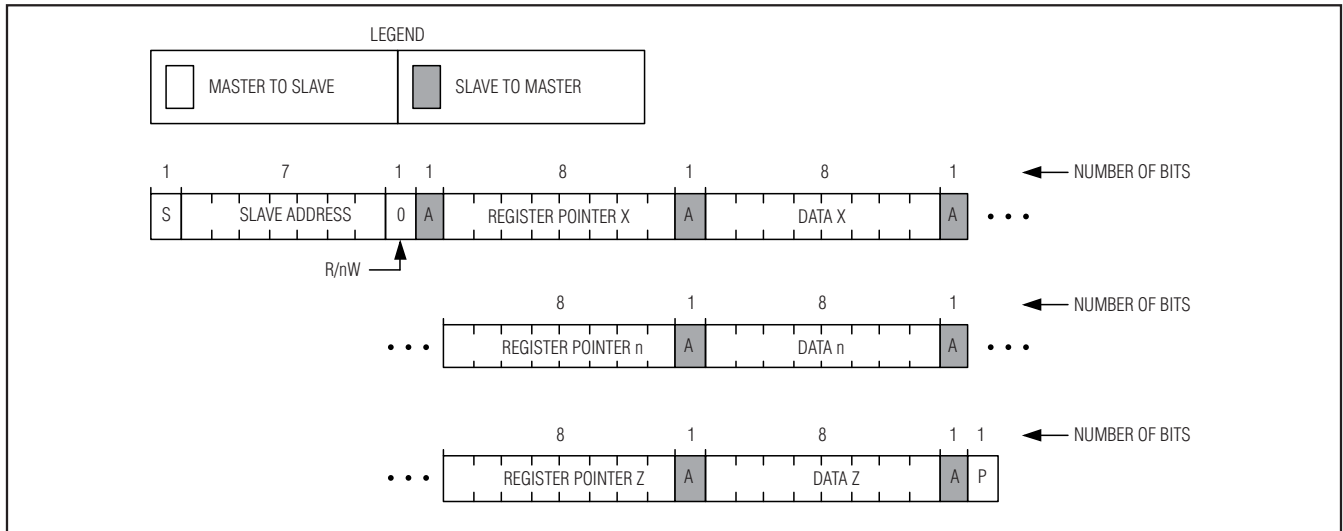 LEGEND
MASTER TO SLAVE SLAVE TO MASTER
1 7 1 1 8 1 8 1 NUMBER OF BITS
S SLAVE ADDRESS 0 A REGISTER POINTER X A DATA X A • • •
R/nW
8 1 8 1 NUMBER OF BITS
• • • REGISTER POINTER n A DATA n A • • •
8 1 8 1 1 NUMBER OF BITS
• • • REGISTER POINTER Z A DATA Z A P